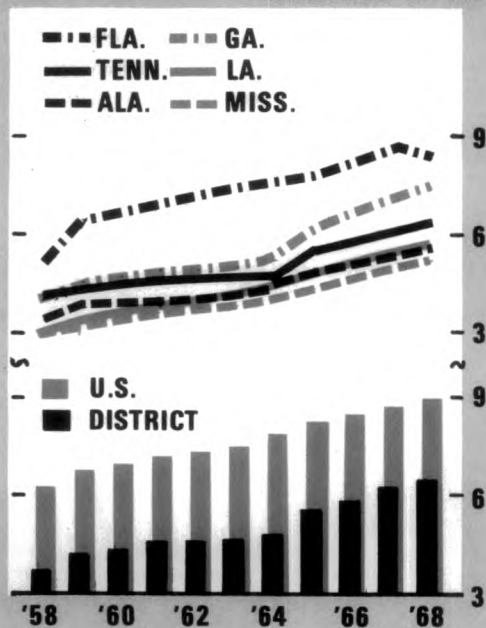 FLA. GA.
TENN. LA.
ALA. MISS.
9
6
3
U.S.
DISTRICT
9
6
3
'58 '60 '62 '64 '66 '68